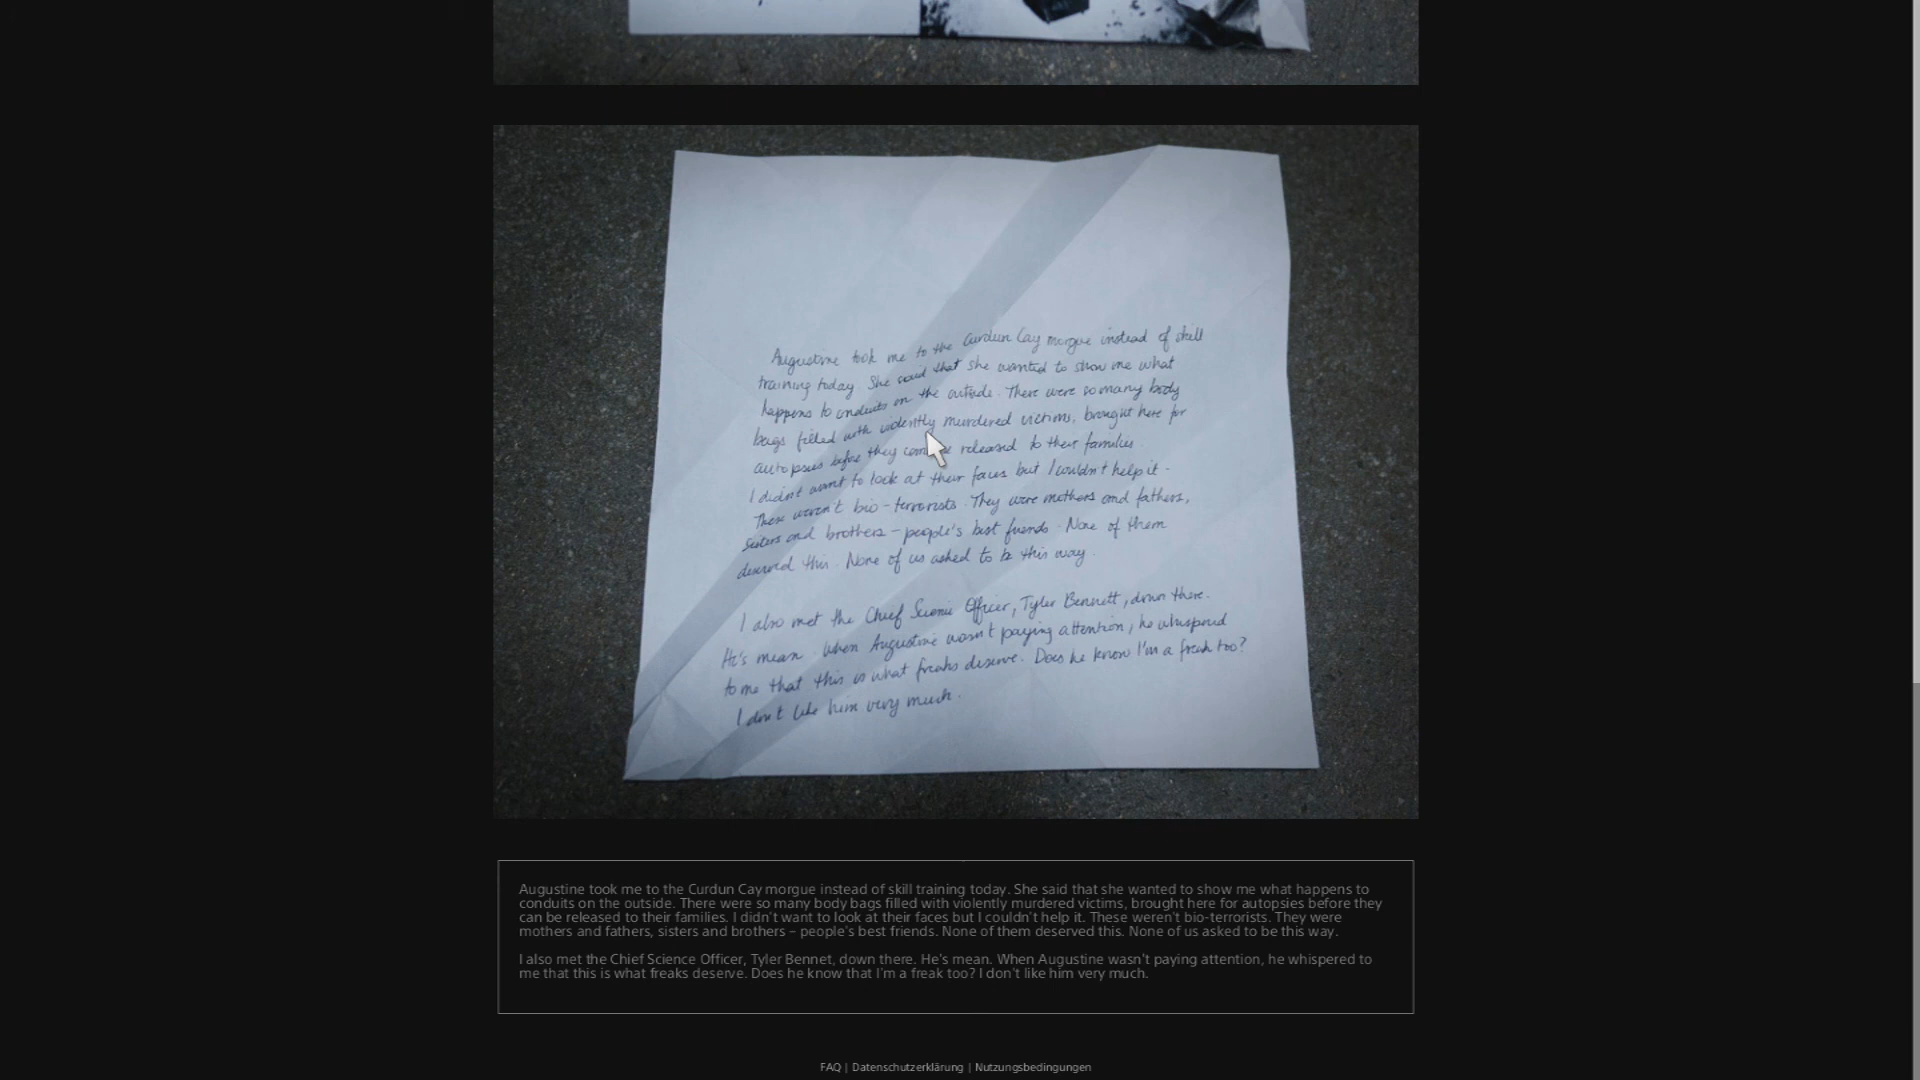 Augustine took me to the Curdun Cay morgue instead of skill
training today. She said that she wanted to show me what
happens to conduits on the outside. There were so many body
bags filled with violently murdered victims, brought here for
autopsies before they can be released to their families.
I didn't want to look at their faces but I couldn't help it -
These weren't bio-terrorists. They were mothers and fathers,
sisters and brothers - people's best friends. None of them
deserved this. None of us asked to be this way.
I also met the Chief Science Officer, Tyler Bennett, down there.
He's mean. When Augustine wasn't paying attention, he whispered
to me that this is what freaks deserve. Does he know I'm a freak too?
I don't like him very much.
Augustine took me to the Curdun Cay morgue instead of skill training today. She said that she wanted to show me what happens to
conduits on the outside. There were so many body bags filled with violently murdered victims, brought here for autopsies before they
can be released to their families. I didn't want to look at their faces but I couldn't help it. These weren't bio-terrorists. They were
mothers and fathers, sisters and brothers – people's best friends. None of them deserved this. None of us asked to be this way.
I also met the Chief Science Officer, Tyler Bennet, down there. He's mean. When Augustine wasn't paying attention, he whispered to
me that this is what freaks deserve. Does he know that I'm a freak too? I don't like him very much.
FAQ | Datenschutzerklärung | Nutzungsbedingungen